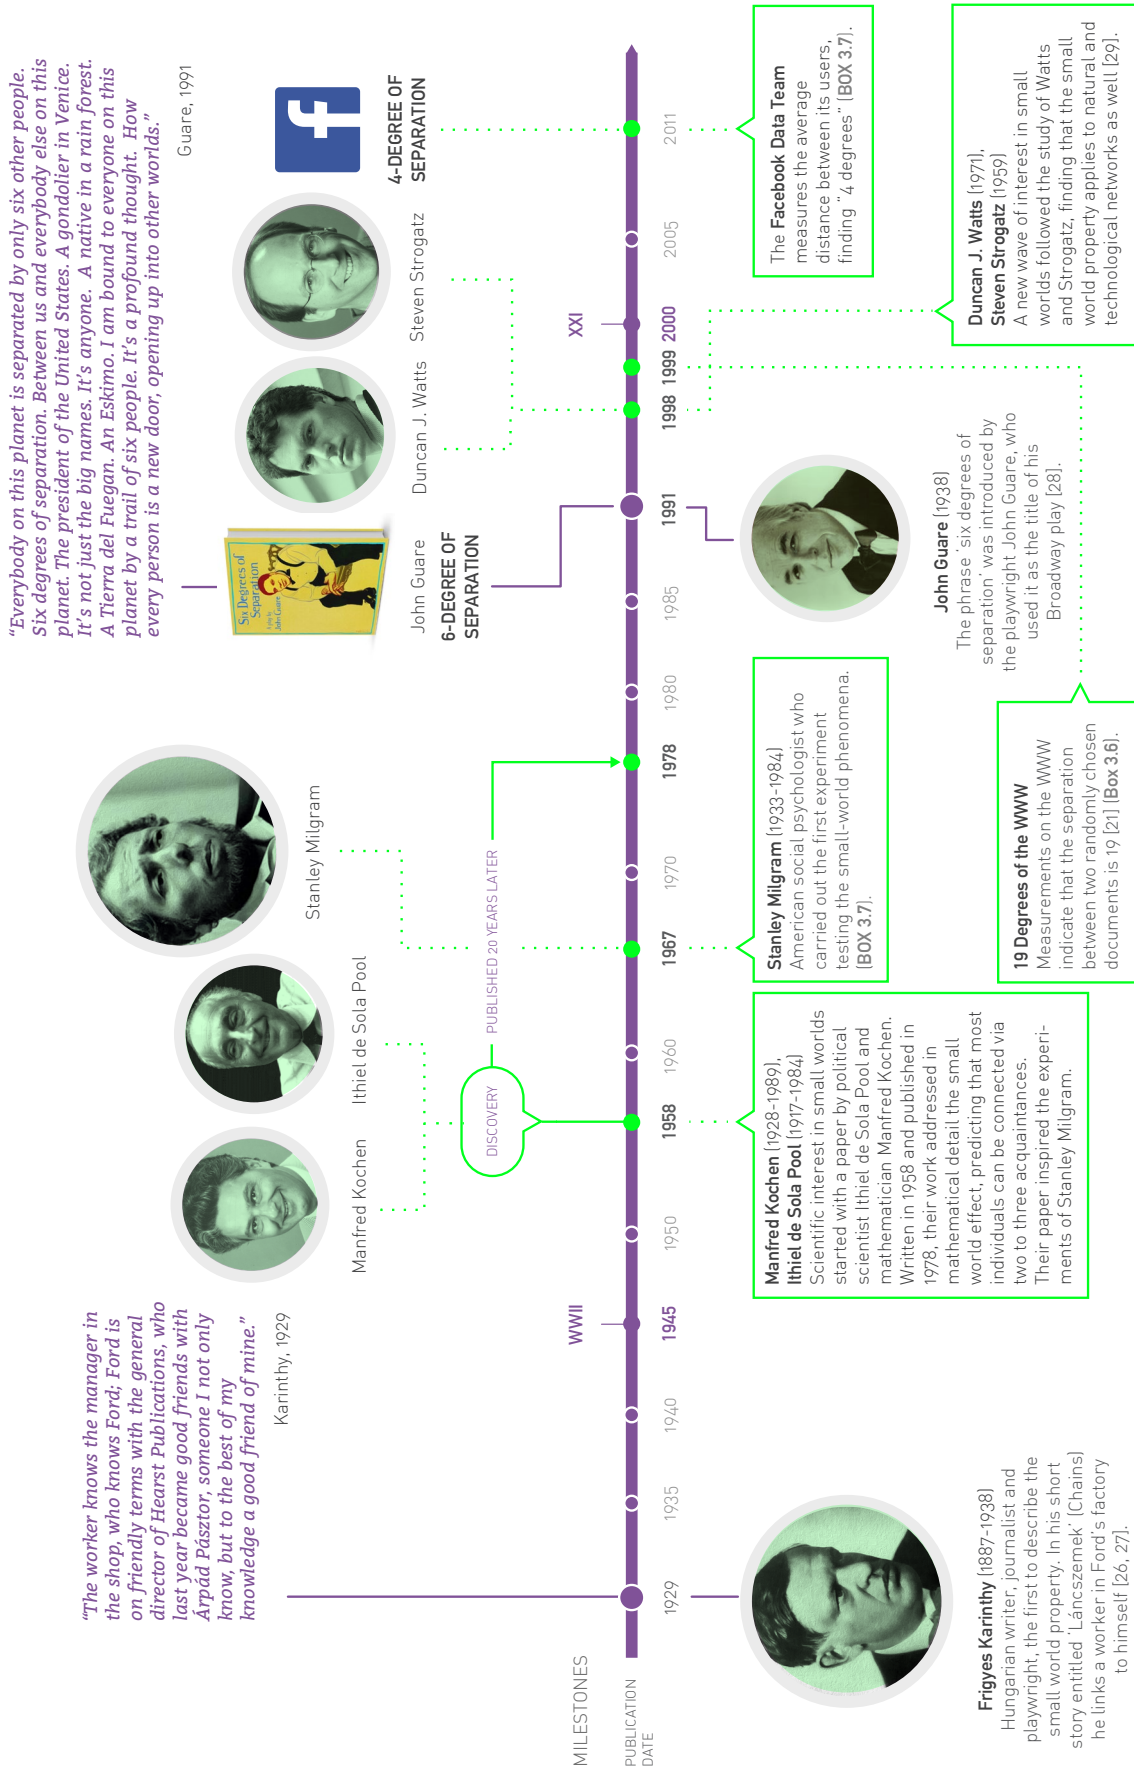 "Everybody on this planet is separated by only six other people.
Six degrees of separation. Between us and everybody else on this
planet. The president of the United States. A gondolier in Venice.
It's not just the big names. It's anyone. A native in a rain forest.
A Tierra del Fuegan. An Eskimo. I am bound to everyone on this
planet by a trail of six people. It's a profound thought. How
every person is a new door, opening up into other worlds."
Guare, 1991
"The worker knows the manager in
the shop, who knows Ford; Ford is
on friendly terms with the general
director of Hearst Publications, who
last year became good friends with
Árpád Pásztor, someone I not only
know, but to the best of my
knowledge a good friend of mine."
Karinthy, 1929
Manfred Kochen
Ithiel de Sola Pool
Stanley Milgram
Six Degrees of
Separation
A play by
John Guare
John Guare
6-DEGREE OF
SEPARATION
Duncan J. Watts
Steven Strogatz
f
4-DEGREE OF
SEPARATION
DISCOVERY
PUBLISHED 20 YEARS LATER
MILESTONES
WWII
XXI
PUBLICATION
DATE
1929
1935
1940
1945
1950
1958
1960
1967
1970
1978
1980
1985
1991
1998
1999
2000
2005
2011
Frigyes Karinthy (1887-1938)
Hungarian writer, journalist and
playwright, the first to describe the
small world property. In his short
story entitled 'Láncszemek' (Chains)
he links a worker in Ford's factory
to himself [26, 27].
Manfred Kochen (1928-1989),
Ithiel de Sola Pool (1917-1984)
Scientific interest in small worlds
started with a paper by political
scientist Ithiel de Sola Pool and
mathematician Manfred Kochen.
Written in 1958 and published in
1978, their work addressed in
mathematical detail the small
world effect, predicting that most
individuals can be connected via
two to three acquaintances.
Their paper inspired the experi-
ments of Stanley Milgram.
Stanley Milgram (1933-1984)
American social psychologist who
carried out the first experiment
testing the small-world phenomena.
(BOX 3.7).
19 Degrees of the WWW
Measurements on the WWW
indicate that the separation
between two randomly chosen
documents is 19 [21] (Box 3.6).
John Guare (1938)
The phrase 'six degrees of
separation' was introduced by
the playwright John Guare, who
used it as the title of his
Broadway play [28].
The Facebook Data Team
measures the average
distance between its users,
finding "4 degrees" (BOX 3.7).
Duncan J. Watts (1971),
Steven Strogatz (1959)
A new wave of interest in small
worlds followed the study of Watts
and Strogatz, finding that the small
world property applies to natural and
technological networks as well [29].